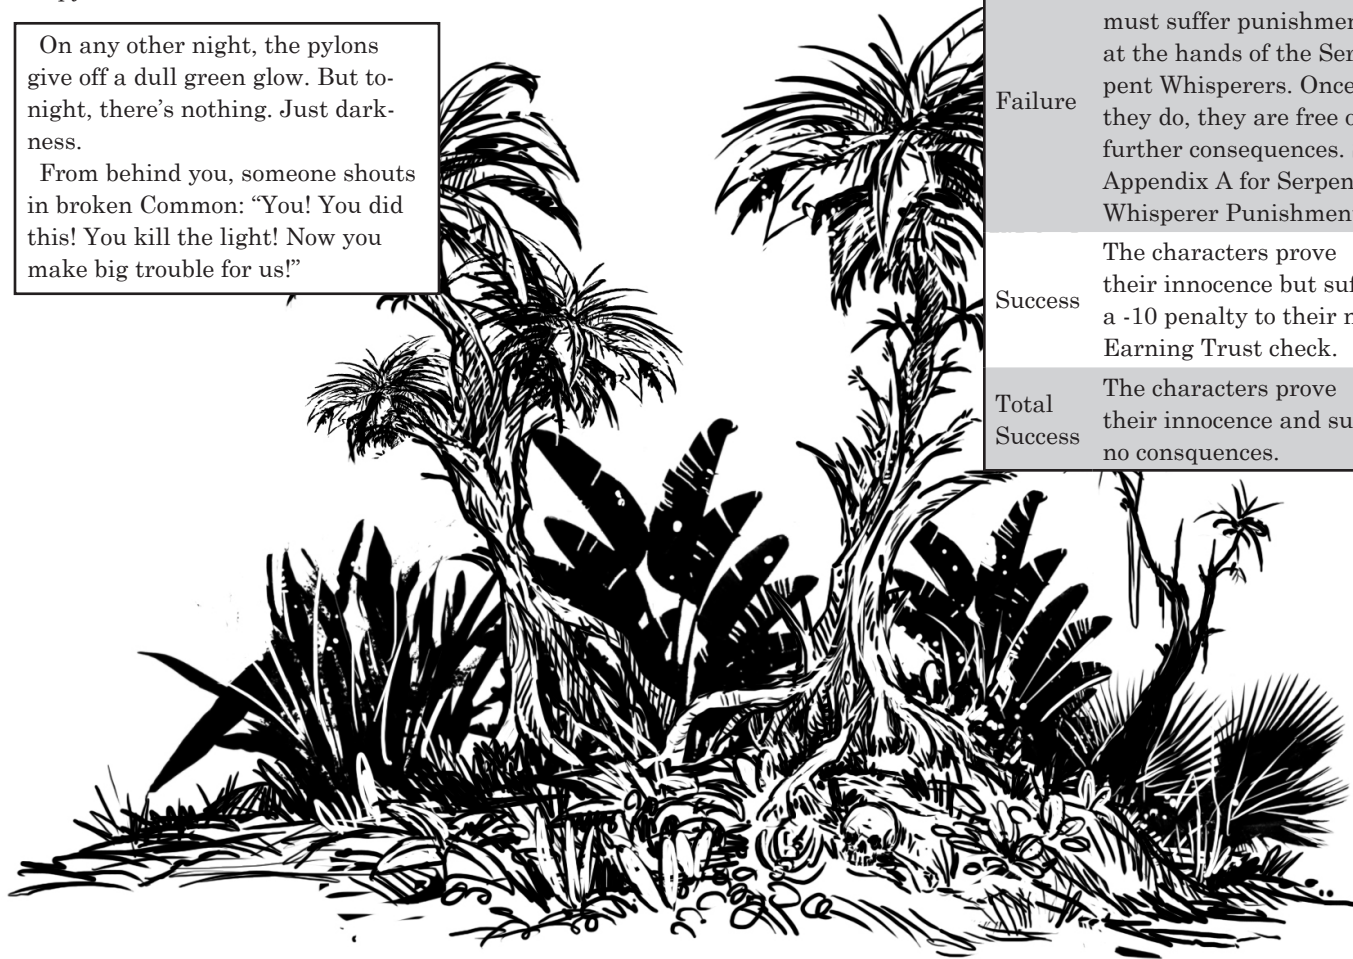 On any other night, the pylons
give off a dull green glow. But to-
night, there's nothing. Just dark-
ness.
From behind you, someone shouts
in broken Common: “You! You did
this! You kill the light! Now you
make big trouble for us!”
must suffer punishmen
at the hands of the Ser
Failure
pent Whisperers. Once
they do, they are free o
further consequences.
Appendix A for Serpen
Whisperer Punishmen
The characters prove
Success
their innocence but suf
a -10 penalty to their n
Earning Trust check.
Total
Success
The characters prove
their innocence and su
no consquences.